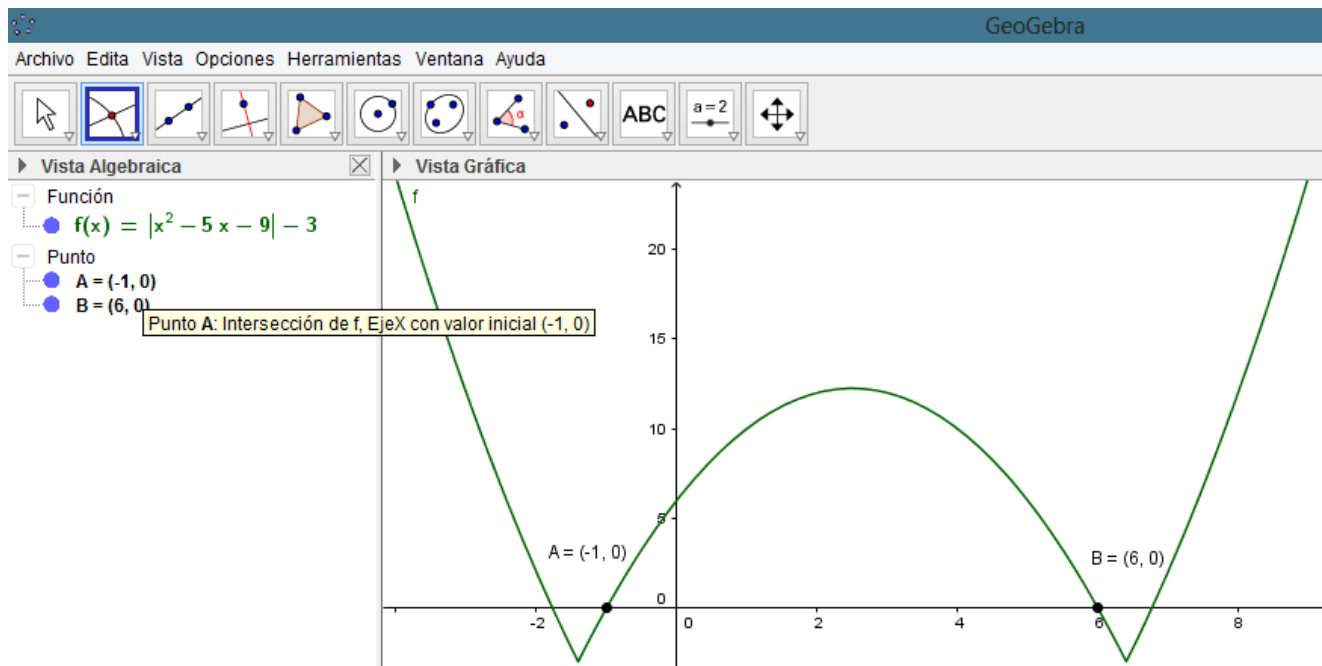 GeoGebra
Archivo Edita Vista Opciones Herramientas Ventana Ayuda
α
ABC
a=2
Vista Algebraica
Vista Gráfica
Función
f(x) = |x² − 5 x − 9| − 3
Punto
A = (-1, 0)
B = (6, 0)
Punto A: Intersección de f, EjeX con valor inicial (-1, 0)
f
20
15
10
5
0
A = (-1, 0)
B = (6, 0)
-2 0 2 4 6 8